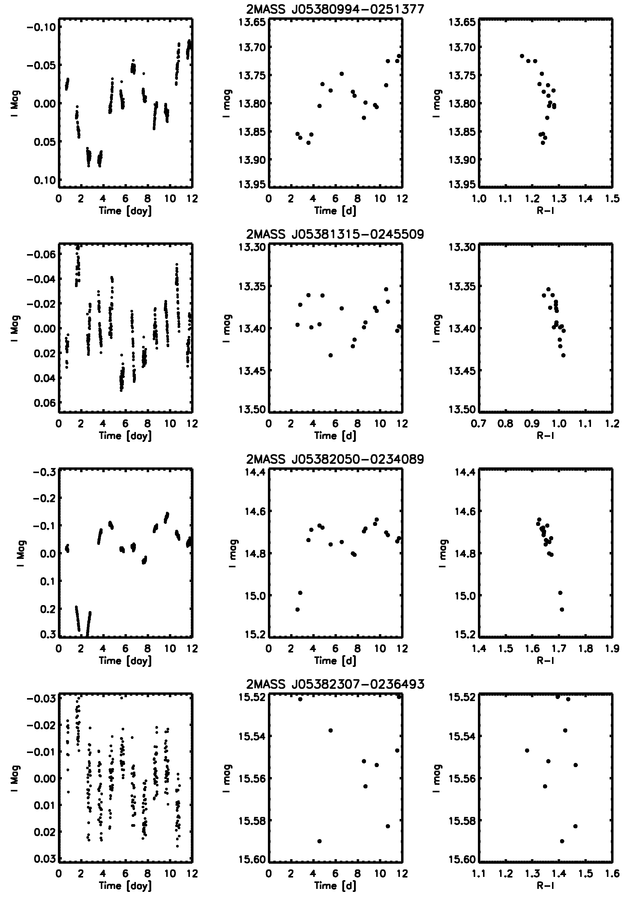 2MASS J05380994-0251377
-0.10
-0.05
0.00
0.05
0.10
I Mag
0 2 4 6 8 10 12
Time [day]
13.65
13.70
13.75
13.80
13.85
13.90
13.95
I mag
0 2 4 6 8 10 12
Time [d]
13.65
13.70
13.75
13.80
13.85
13.90
13.95
I mag
1.0 1.1 1.2 1.3 1.4 1.5
R-I
2MASS J05381315-0245509
-0.06
-0.04
-0.02
0.00
0.02
0.04
0.06
I Mag
0 2 4 6 8 10 12
Time [day]
13.30
13.35
13.40
13.45
13.50
I mag
0 2 4 6 8 10 12
Time [d]
13.30
13.35
13.40
13.45
13.50
I mag
0.7 0.8 0.9 1.0 1.1 1.2
R-I
2MASS J05382050-0234089
-0.3
-0.2
-0.1
0.0
0.1
0.2
0.3
I Mag
0 2 4 6 8 10 12
Time [day]
14.4
14.6
14.8
15.0
15.2
I mag
0 2 4 6 8 10 12
Time [d]
14.4
14.6
14.8
15.0
15.2
I mag
1.4 1.5 1.6 1.7 1.8 1.9
R-I
2MASS J05382307-0236493
-0.03
-0.02
-0.01
0.00
0.01
0.02
0.03
I Mag
0 2 4 6 8 10 12
Time [day]
15.52
15.54
15.56
15.58
15.60
I mag
0 2 4 6 8 10 12
Time [d]
15.52
15.54
15.56
15.58
15.60
I mag
1.1 1.2 1.3 1.4 1.5 1.6
R-I